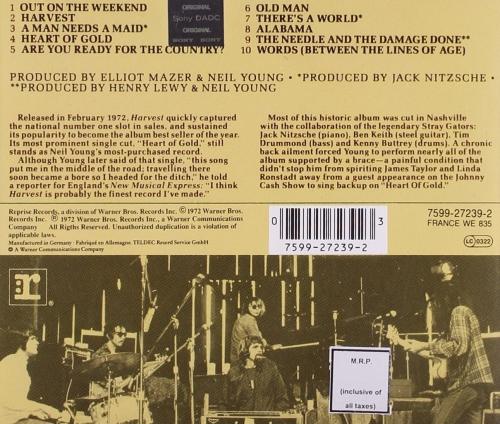 1 OUT ON THE WEEKEND
2 HARVEST
3 A MAN NEEDS A MAID*
4 HEART OF GOLD
5 ARE YOU READY FOR THE COUNTRY?
ORIGINAL
Sony DADC
ORIGINAL
SONY SONY
6 OLD MAN
7 THERE'S A WORLD*
8 ALABAMA
9 THE NEEDLE AND THE DAMAGE DONE**
10 WORDS (BETWEEN THE LINES OF AGE)
PRODUCED BY ELLIOT MAZER & NEIL YOUNG • *PRODUCED BY JACK NITZSCHE •
**PRODUCED BY HENRY LEWY & NEIL YOUNG
Released in February 1972, Harvest quickly captured
the national number one slot in sales, and sustained
its popularity to become the album best seller of the year.
Its most prominent single cut, "Heart of Gold," still
stands as Neil Young's most-purchased record.
Although Young later said of that single, "this song
put me in the middle of the road; travelling there
soon became a bore so I headed for the ditch," he told
a reporter for England's New Musical Express: "I think
Harvest is probably the finest record I've made."
Most of this historic album was cut in Nashville
with the collaboration of the legendary Stray Gators:
Jack Nitzsche (piano), Ben Keith (steel guitar), Tim
Drummond (bass) and Kenny Buttrey (drums). A chronic
back ailment forced Young to perform nearly all of the
album supported by a brace—a painful condition that
didn't stop him from spiriting James Taylor and Linda
Ronstadt away from a guest appearance on the Johnny
Cash Show to sing backup on "Heart Of Gold."
Reprise Records, a division of Warner Bros. Records Inc. ©1972 Warner Bros.
Records Inc. ℗ 1972 Warner Bros. Records Inc., a Warner Communications
Company All Rigths Reserved. Unauthorized duplication is a violation of
applicable laws.
Manufactured in Germany · Fabriqué en Allemagne. TELDEC Record Service GmbH
A Warner Communications Company
0 3
7599-27239-2
7599-27239-2
FRANCE WE 835
LC 0322
r
M.R.P.
(inclusive of
all taxes)